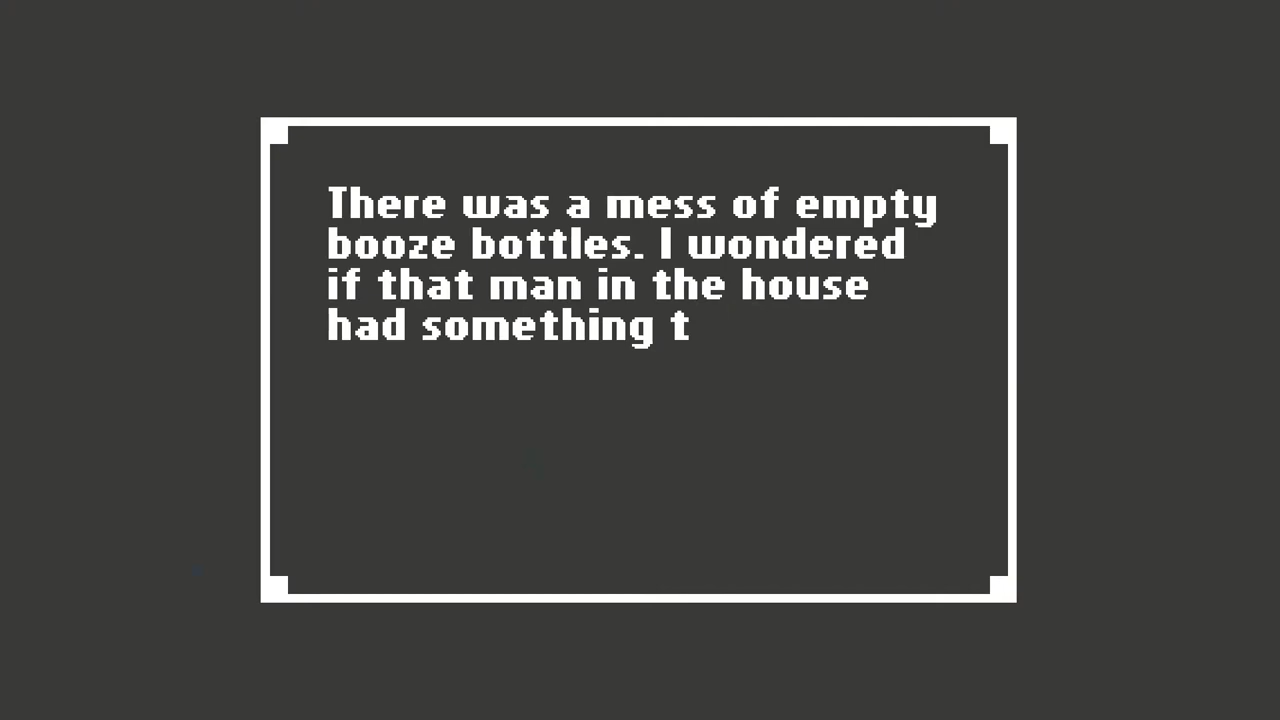 There was a mess of empty
booze bottles. I wondered
if that man in the house
had something t